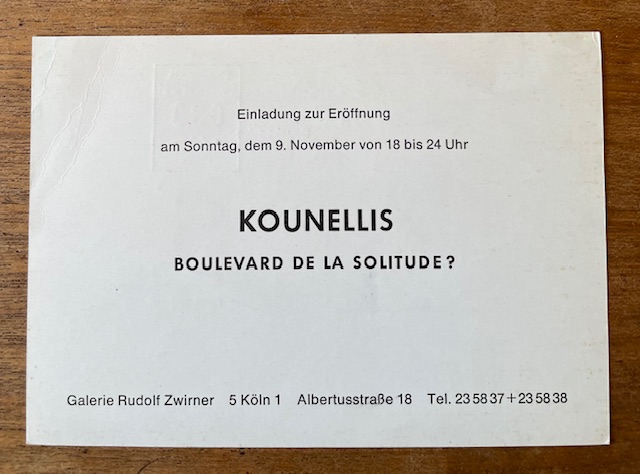 Einladung zur Eröffnung
am Sonntag, dem 9. November von 18 bis 24 Uhr
KOUNELLIS
BOULEVARD DE LA SOLITUDE?
Galerie Rudolf Zwirner 5 Köln 1 Albertusstraße 18 Tel. 23 58 37 + 23 58 38